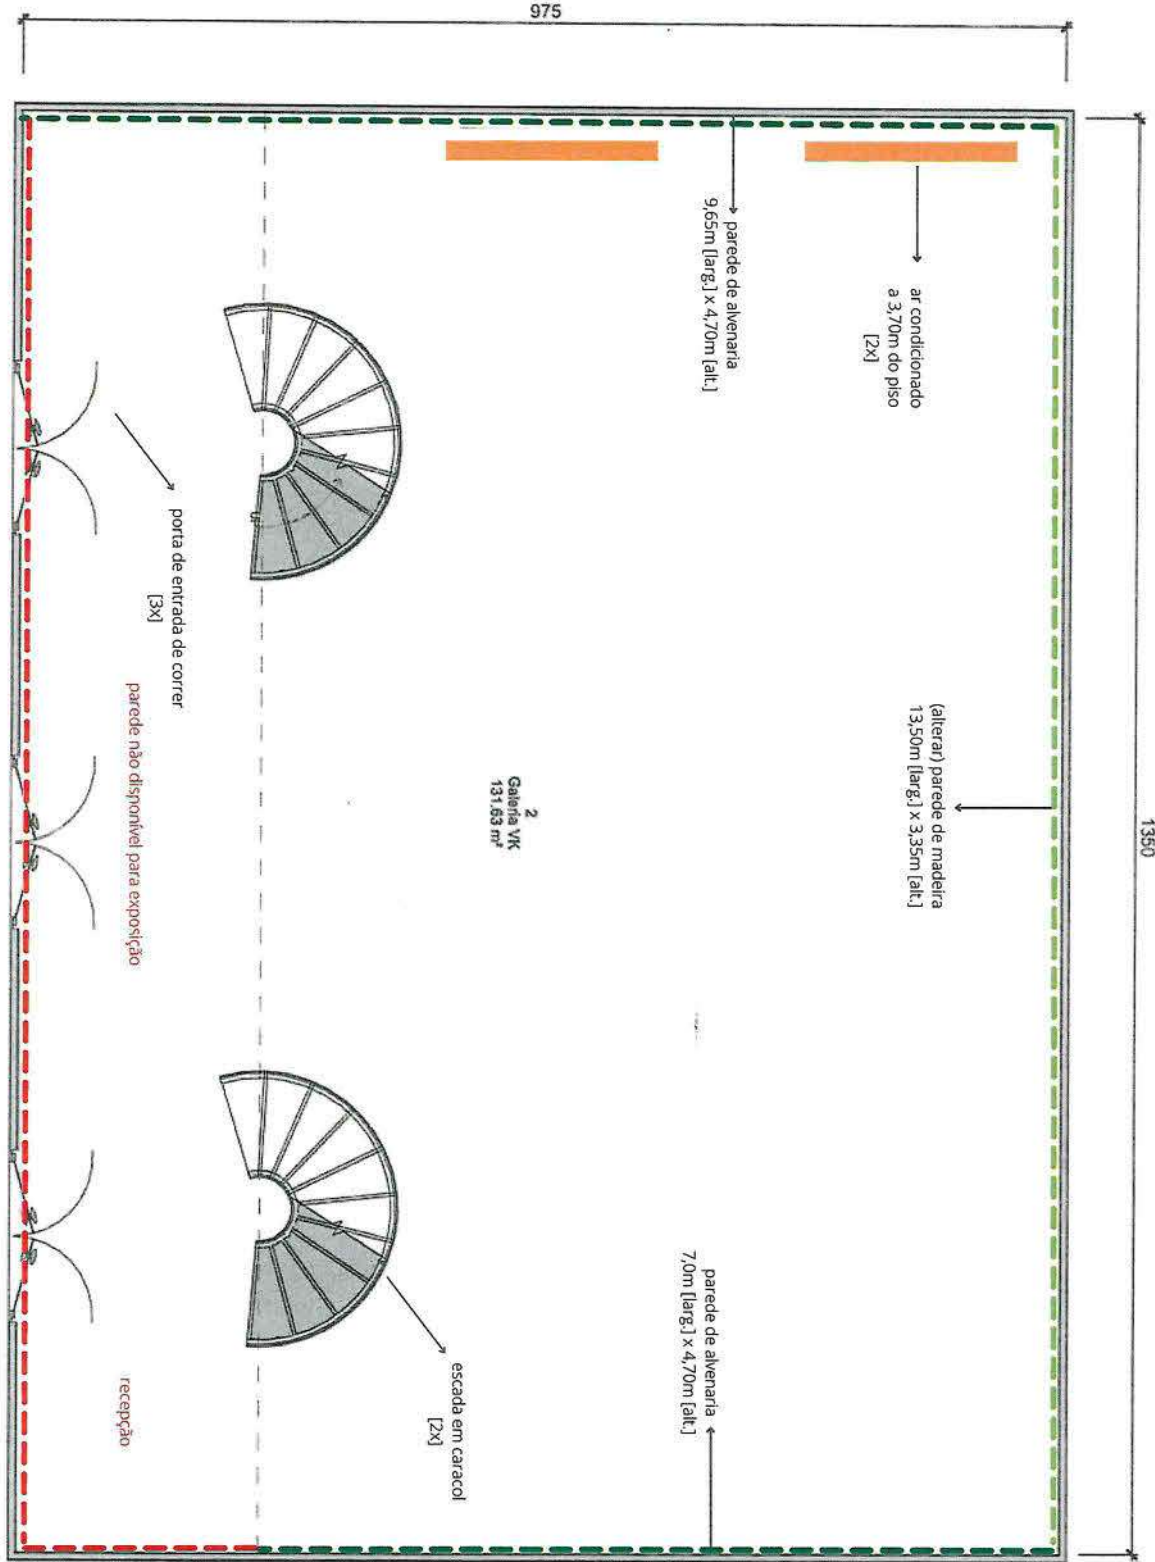 975
1350
ar condicionado
a 3,70m do piso
[2x]
parede de alvenaria
9,65m [larg.] x 4,70m [alt.]
(alterar) parede de madeira
13,50m [larg.] x 3,35m [alt.]
porta de entrada de correr
[3x]
parede não disponível para exposição
2
Galeria VK
131.63 m²
parede de alvenaria
7,0m [larg.] x 4,70m [alt.]
escada em caracol
[2x]
recepção